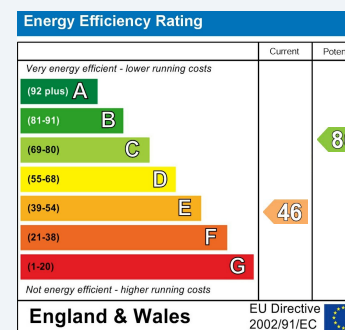 Energy Efficiency Rating
Current
Very energy efficient - lower running costs
(92 plus) A
(81-91) B
(69-80) C
(55-68) D
(39-54) E
46
(21-38) F
(1-20) G
Not energy efficient - higher running costs
England & Wales
EU Directive
2002/91/EC